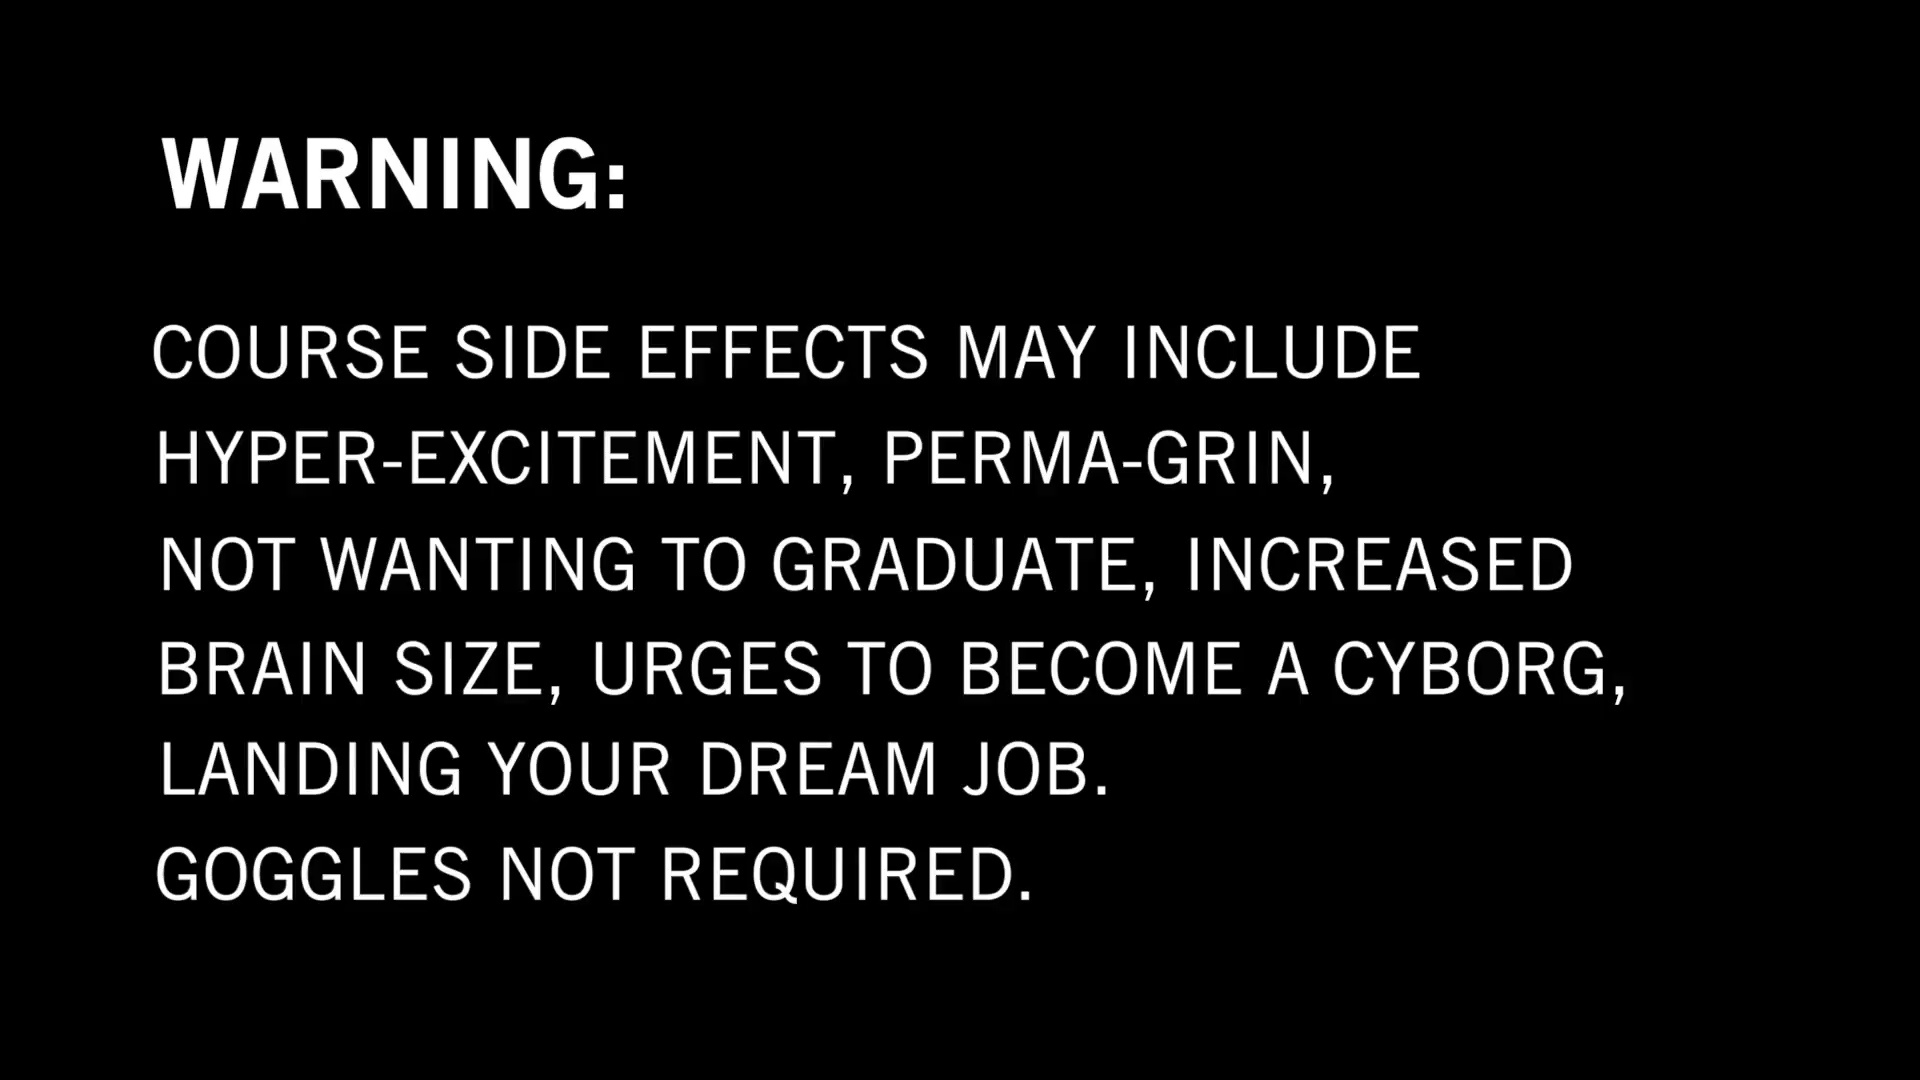 WARNING:
COURSE SIDE EFFECTS MAY INCLUDE
HYPER-EXCITEMENT, PERMA-GRIN,
NOT WANTING TO GRADUATE, INCREASED
BRAIN SIZE, URGES TO BECOME A CYBORG,
LANDING YOUR DREAM JOB.
GOGGLES NOT REQUIRED.